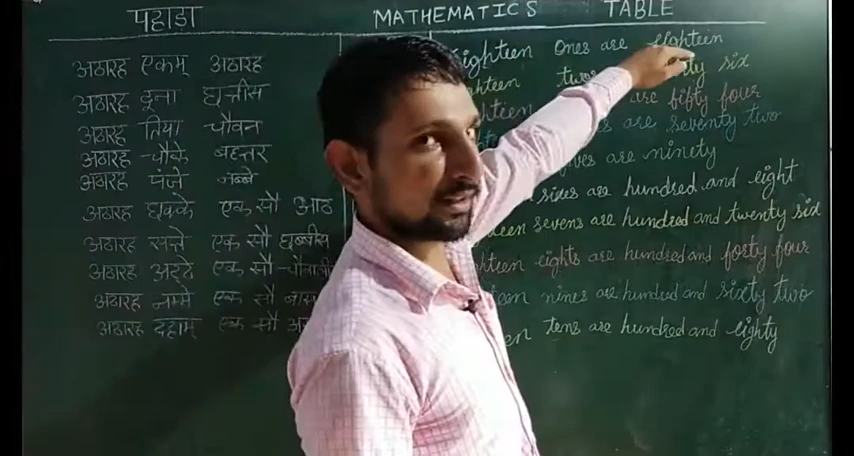 पहाड़ा
अठारह एकम् अठारह
अठारह दूना छत्तीस
अठारह तिया चौवन
अठारह चौके बहत्तर
अठारह पंजे नब्बे
अठारह छक्के एक सौ आठ
अठारह सत्ते एक सौ छब्बीस
अठारह अट्ठे एक सौ
अठारह नम्मे एक सौ
अठारह दहाम् एक सौ
MATHEMATICS TABLE
Eighteen Ones are eighteen
six
are fifty four
are seventy two
are ninety
sixes are hundred and eight
sevens are hundred and twenty six
eights are hundred and forty four
nines are hundred and sixty two
tens are hundred and eighty